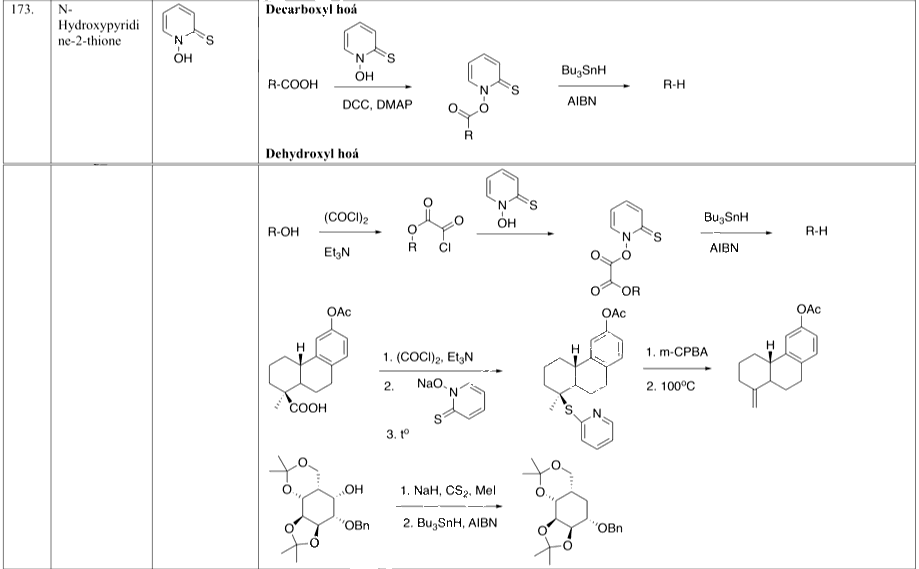 173.
N-
Hydroxypyridi
ne-2-thione
N
S
OH
Decarboxyl hoá
R-COOH
N
S
OH
DCC, DMAP
N
S
O
O
R
Bu₃SnH
AIBN
R-H
Dehydroxyl hoá
R-OH
(COCl)₂
Et₃N
O
O
O
R
Cl
N
S
OH
N
S
O
O
O
OR
Bu₃SnH
AIBN
R-H
OAc
H
COOH
1. (COCl)₂, Et₃N
2.
NaO
N
S
3. tº
OAc
H
S
N
1. m-CPBA
2. 100ºC
OAc
H
O
O
OH
OBn
O
O
1. NaH, CS₂, MeI
2. Bu₃SnH, AIBN
O
O
OBn
O
O